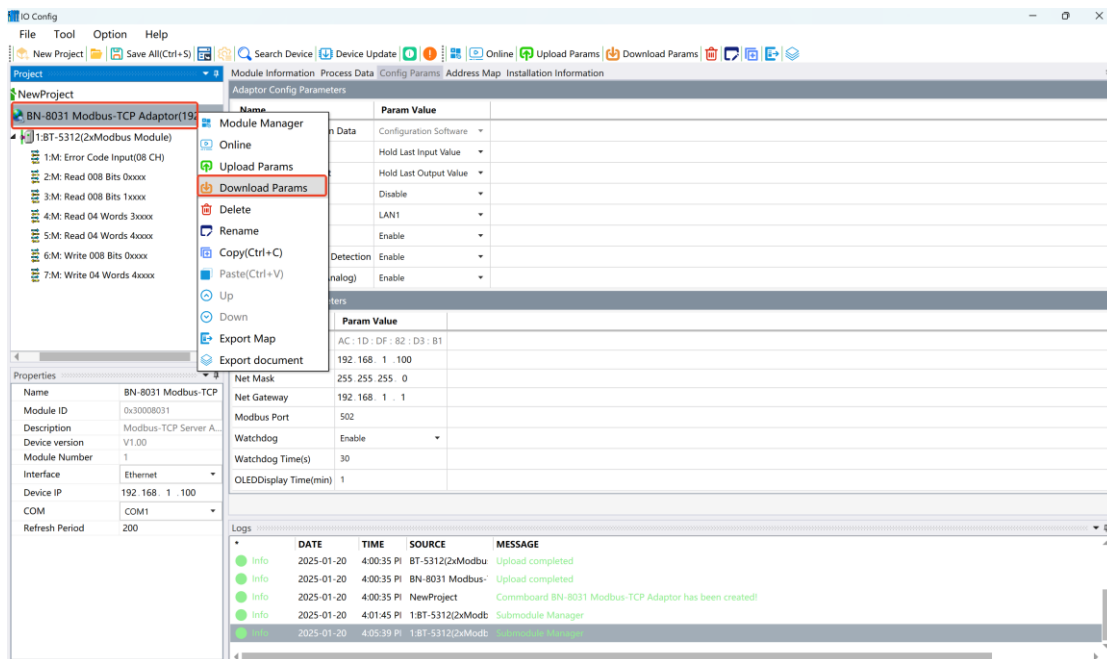 IO Config
File Tool Option Help
New Project Save All(Ctrl+S) Search Device Device Update Online Upload Params Download Params
Project
NewProject
BN-8031 Modbus-TCP Adaptor(192
1:BT-5312(2xModbus Module)
1:M: Error Code Input(08 CH)
2:M: Read 008 Bits 0xxxx
3:M: Read 008 Bits 1xxxx
4:M: Read 04 Words 3xxxx
5:M: Read 04 Words 4xxxx
6:M: Write 008 Bits 0xxxx
7:M: Write 04 Words 4xxxx
Module Manager
Online
Upload Params
Download Params
Delete
Rename
Copy(Ctrl+C)
Paste(Ctrl+V)
Up
Down
Export Map
Export document
Module Information Process Data Config Params Address Map Installation Information
Adaptor Config Parameters
Name Param Value
n Data Configuration Software
Hold Last Input Value
Hold Last Output Value
Disable
LAN1
Enable
Detection Enable
nalog) Enable
eters
Param Value
AC : 1D : DF : 82 : D3 : B1
192.168. 1 .100
Net Mask 255.255.255. 0
Net Gateway 192.168. 1 . 1
Modbus Port 502
Watchdog Enable
Watchdog Time(s) 30
OLEDDisplay Time(min) 1
Properties
Name BN-8031 Modbus-TCP
Module ID 0x30008031
Description Modbus-TCP Server A...
Device version V1.00
Module Number 1
Interface Ethernet
Device IP 192.168. 1 .100
COM COM1
Refresh Period 200
Logs
* DATE TIME SOURCE MESSAGE
Info 2025-01-20 4:00:35 PI BT-5312(2xModbu: Upload completed
Info 2025-01-20 4:00:35 PI BN-8031 Modbus-' Upload completed
Info 2025-01-20 4:00:35 PI NewProject Commboard BN-8031 Modbus-TCP Adaptor has been created!
Info 2025-01-20 4:01:45 PI 1:BT-5312(2xModb Submodule Manager
Info 2025-01-20 4:05:39 PI 1:BT-5312(2xModb Submodule Manager